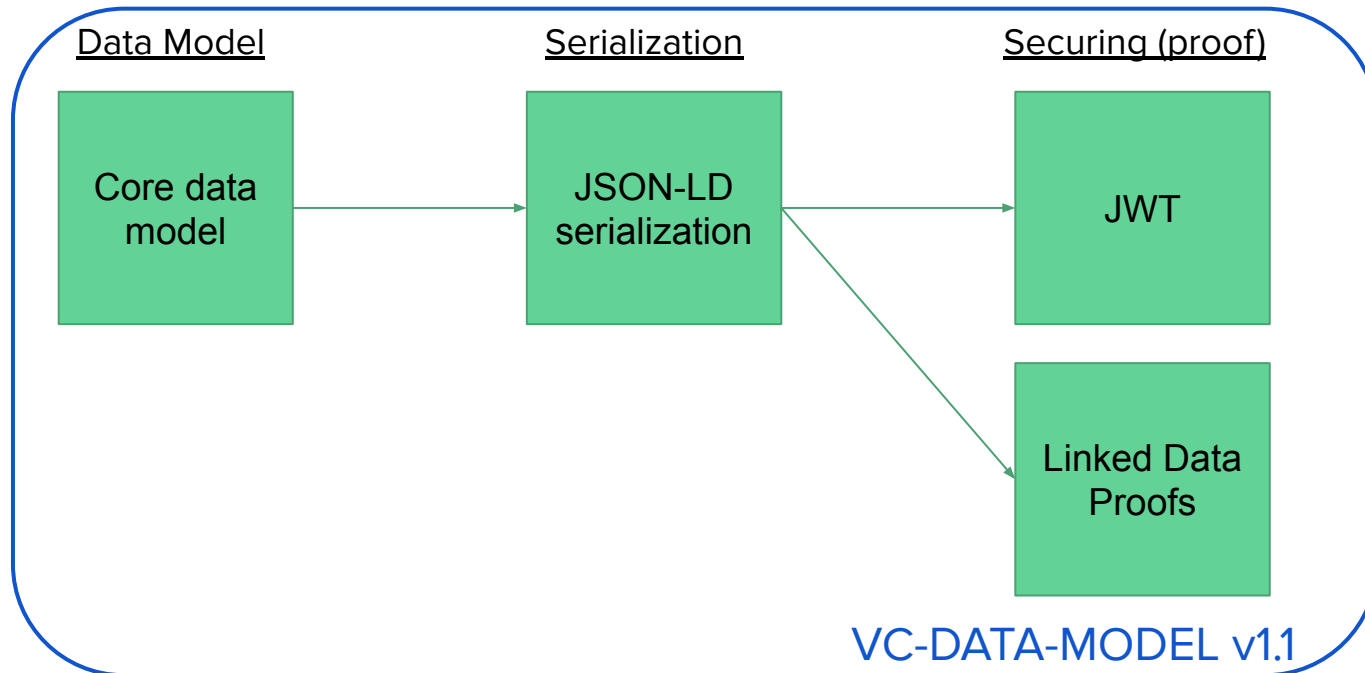 Data Model
Serialization
Securing (proof)
Core data
model
JSON-LD
serialization
JWT
Linked Data
Proofs
VC-DATA-MODEL v1.1